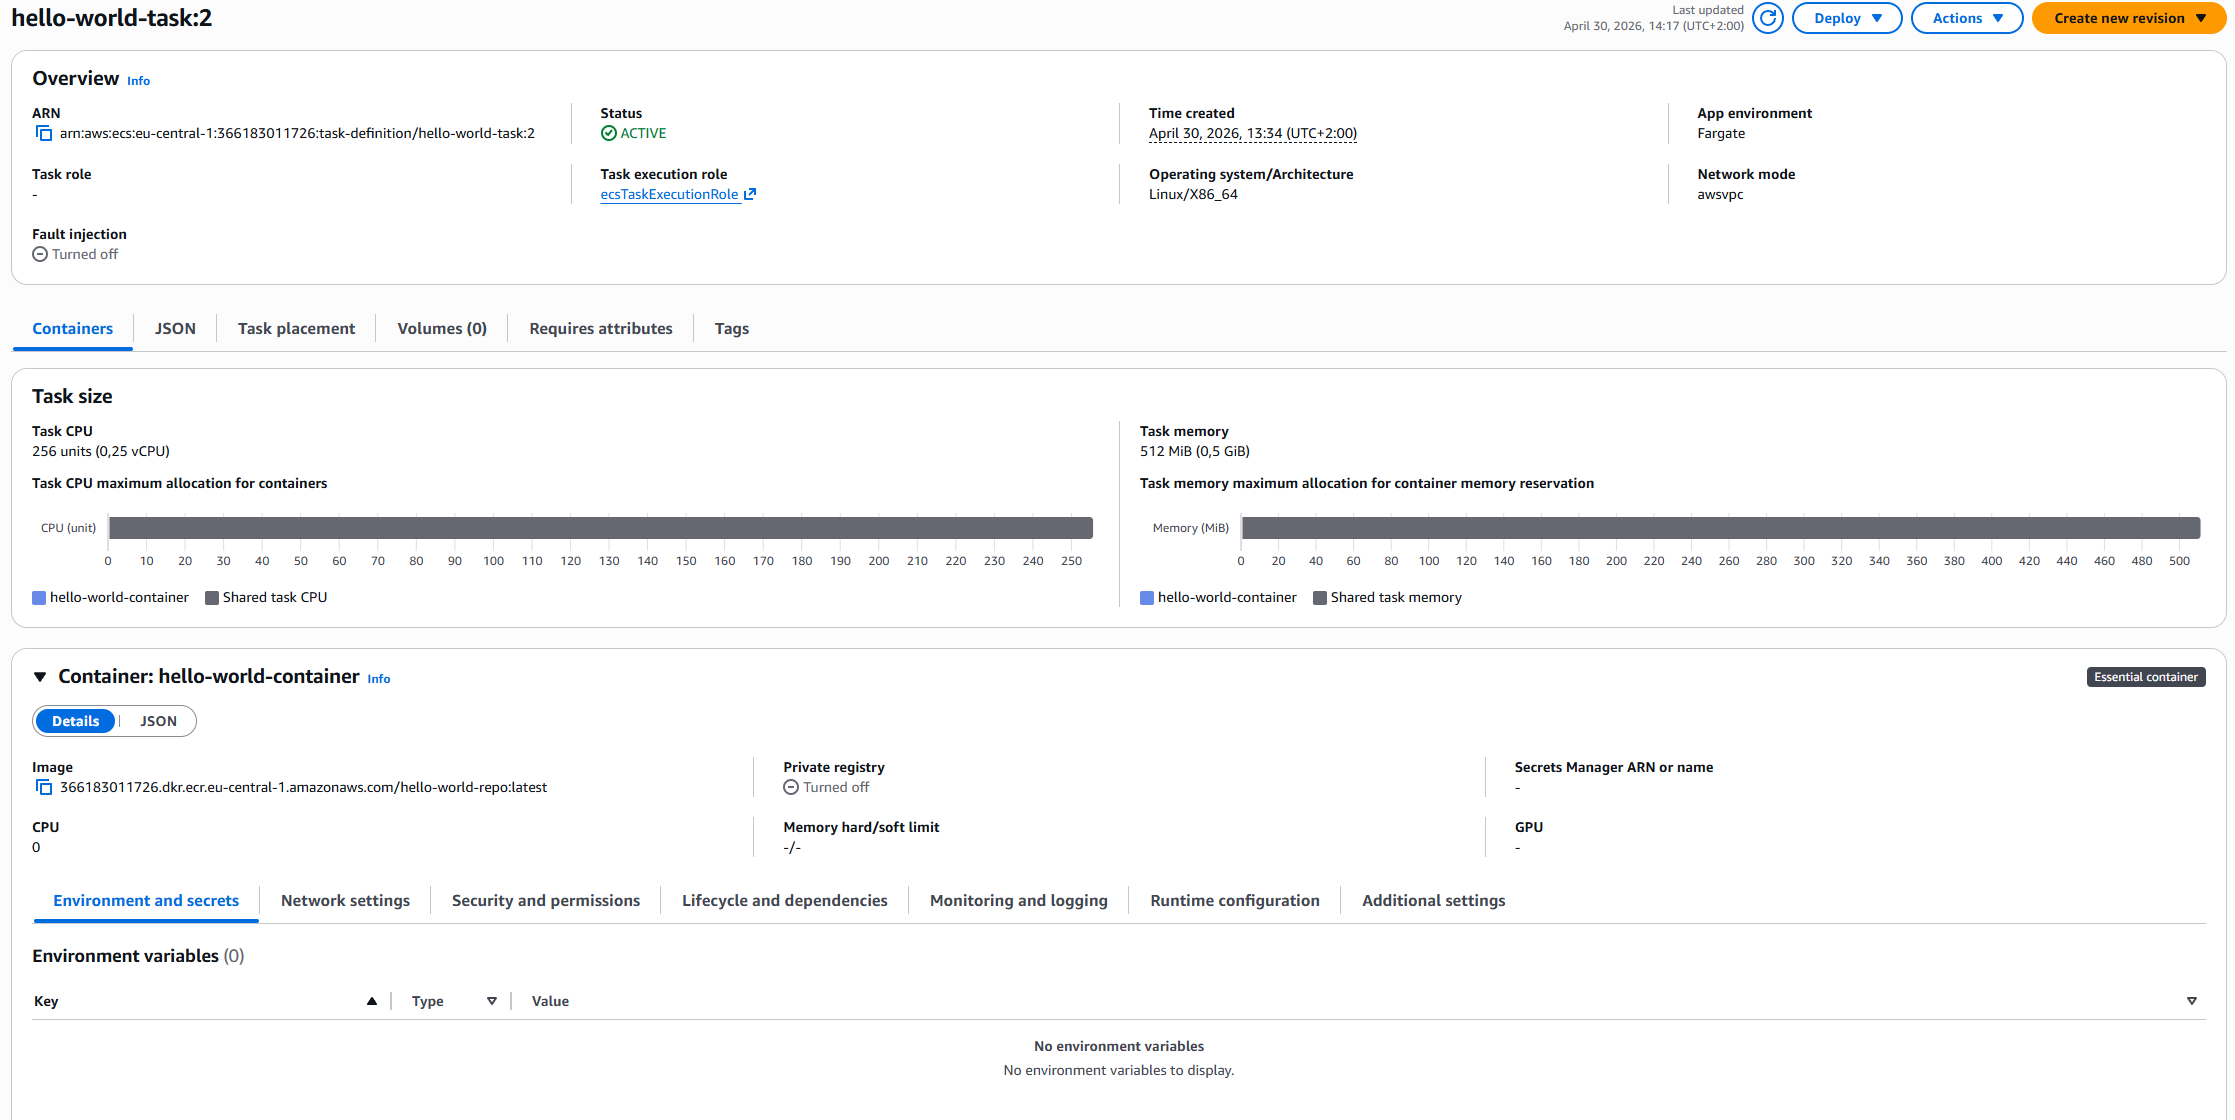 hello-world-task:2
Last updated
April 30, 2026, 14:17 (UTC+2:00)
Deploy
Actions
Create new revision
Overview Info
ARN
arn:aws:ecs:eu-central-1:366183011726:task-definition/hello-world-task:2
Status
ACTIVE
Time created
April 30, 2026, 13:34 (UTC+2:00)
App environment
Fargate
Task role
-
Task execution role
ecsTaskExecutionRole
Operating system/Architecture
Linux/X86_64
Network mode
awsvpc
Fault injection
Turned off
Containers
JSON
Task placement
Volumes (0)
Requires attributes
Tags
Task size
Task CPU
256 units (0,25 vCPU)
Task CPU maximum allocation for containers
CPU (unit)
0 10 20 30 40 50 60 70 80 90 100 110 120 130 140 150 160 170 180 190 200 210 220 230 240 250
hello-world-container
Shared task CPU
Task memory
512 MiB (0,5 GiB)
Task memory maximum allocation for container memory reservation
Memory (MiB)
0 20 40 60 80 100 120 140 160 180 200 220 240 260 280 300 320 340 360 380 400 420 440 460 480 500
hello-world-container
Shared task memory
Container: hello-world-container Info
Essential container
Details
JSON
Image
366183011726.dkr.ecr.eu-central-1.amazonaws.com/hello-world-repo:latest
Private registry
Turned off
Secrets Manager ARN or name
-
CPU
0
Memory hard/soft limit
-/-
GPU
-
Environment and secrets
Network settings
Security and permissions
Lifecycle and dependencies
Monitoring and logging
Runtime configuration
Additional settings
Environment variables (0)
Key
Type
Value
No environment variables
No environment variables to display.